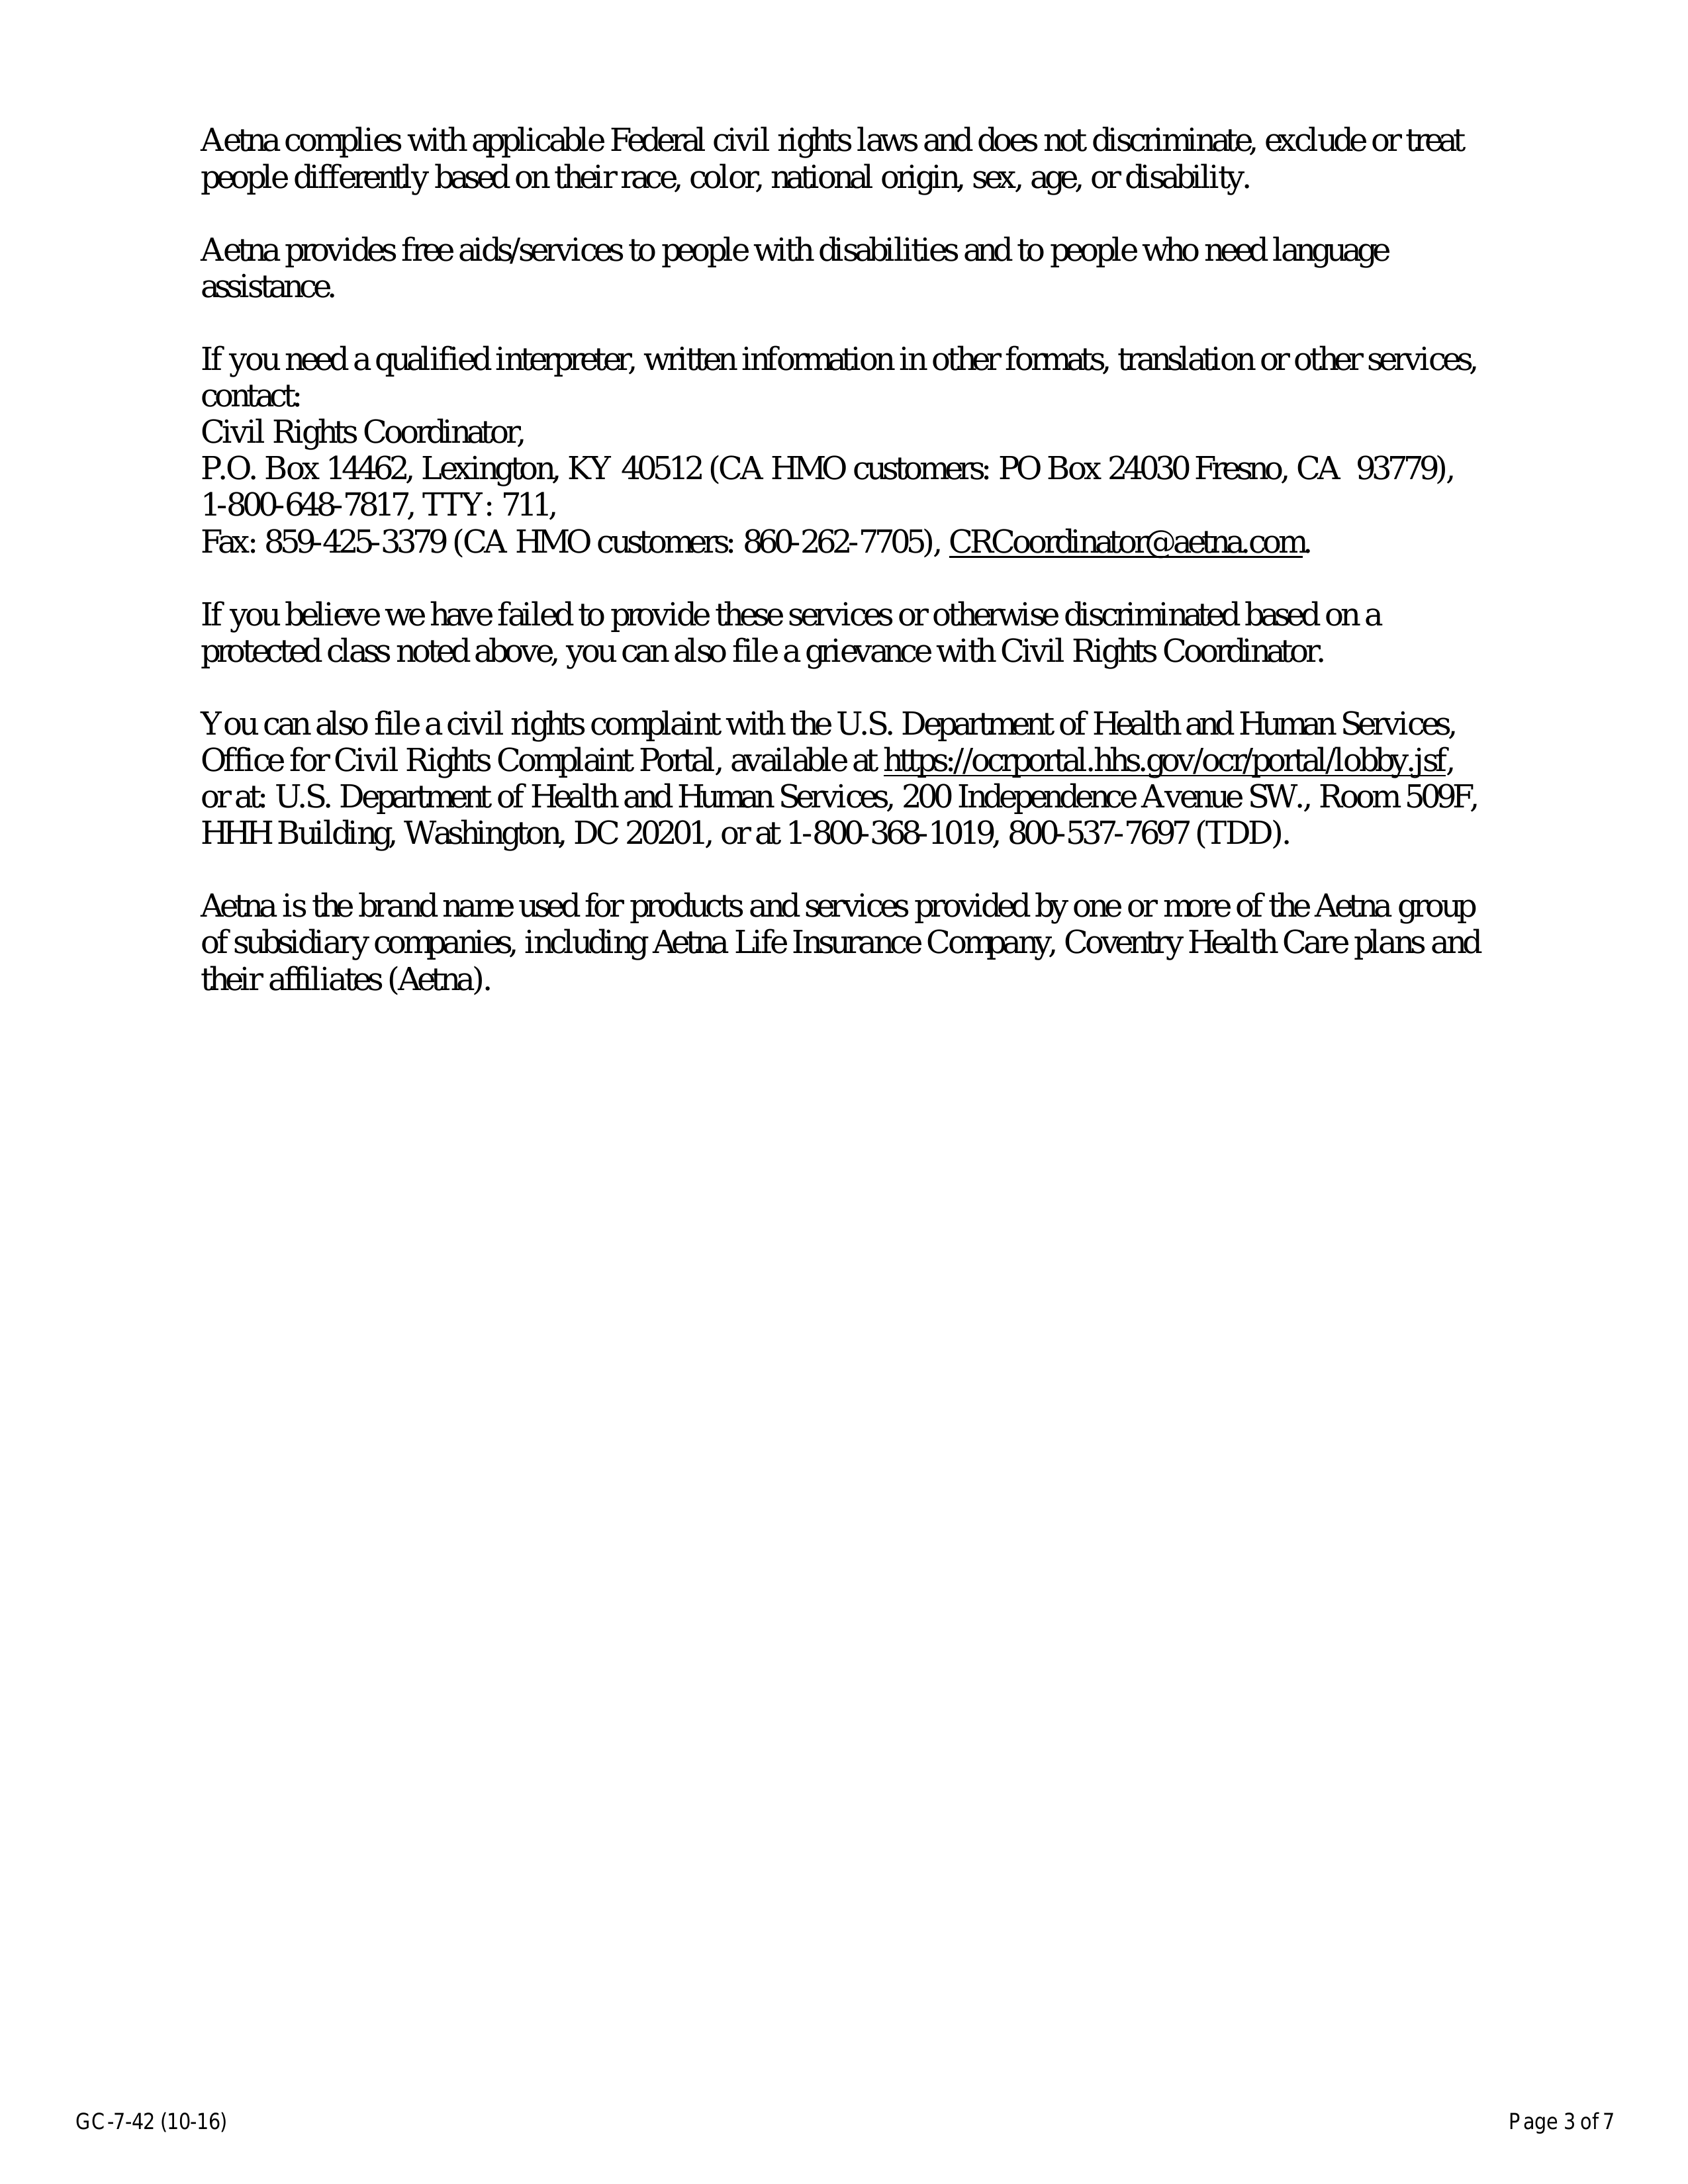 Aetna complies with applicable Federal civil rights laws and does not discriminate, exclude or treat
people differently based on their race, color, national origin, sex, age, or disability.
Aetna provides free aids/services to people with disabilities and to people who need language
assistance.
If you need a qualified interpreter, written information in other formats, translation or other services,
contact:
Civil Rights Coordinator,
P.O. Box 14462, Lexington, KY 40512 (CA HMO customers: PO Box 24030 Fresno, CA 93779),
1-800-648-7817, TTY: 711,
Fax: 859-425-3379 (CA HMO customers: 860-262-7705), CRCoordinator@aetna.com.
If you believe we have failed to provide these services or otherwise discriminated based on a
protected class noted above, you can also file a grievance with Civil Rights Coordinator.
You can also file a civil rights complaint with the U.S. Department of Health and Human Services,
Office for Civil Rights Complaint Portal, available at https://ocrportal.hhs.gov/ocr/portal/lobby.jsf,
or at: U.S. Department of Health and Human Services, 200 Independence Avenue SW., Room 509F,
HHH Building, Washington, DC 20201, or at 1-800-368-1019, 800-537-7697 (TDD).
Aetna is the brand name used for products and services provided by one or more of the Aetna group
of subsidiary companies, including Aetna Life Insurance Company, Coventry Health Care plans and
their affiliates (Aetna).
GC-7-42 (10-16)
Page 3 of 7